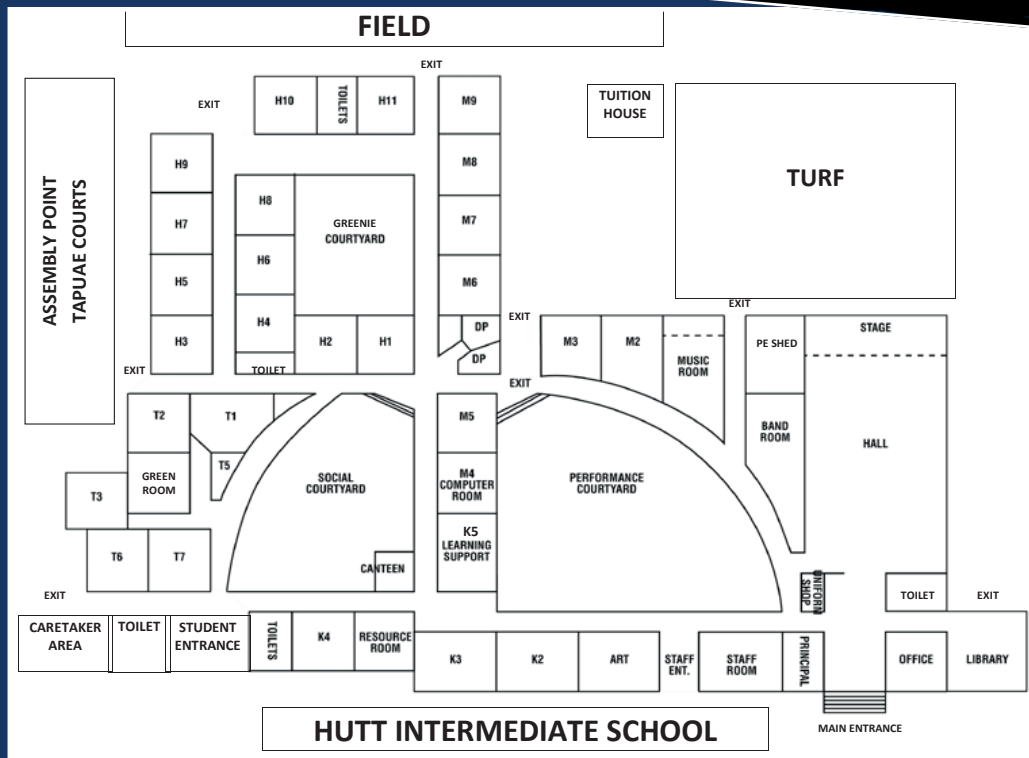 FIELD
EXIT
EXIT
H10
TOILETS
H11
M9
TUITION
HOUSE
TURF
ASSEMBLY POINT
TAPUAE COURTS
H9
H8
GREENIE
COURTYARD
M8
H7
M7
H6
H5
M6
H4
H3
H2
H1
DP
DP
EXIT
EXIT
M3
M2
MUSIC
ROOM
EXIT
PE SHED
STAGE
EXIT
TOILET
T2
T1
M5
BAND
ROOM
HALL
T5
GREEN
ROOM
SOCIAL
COURTYARD
M4
COMPUTER
ROOM
PERFORMANCE
COURTYARD
T3
K5
LEARNING
SUPPORT
T6
T7
CANTEEN
UNIFORM
SHOP
TOILET
EXIT
EXIT
CARETAKER
AREA
TOILET
STUDENT
ENTRANCE
TOILETS
K4
RESOURCE
ROOM
K3
K2
ART
STAFF
ENT.
STAFF
ROOM
PRINCIPAL
OFFICE
LIBRARY
MAIN ENTRANCE
HUTT INTERMEDIATE SCHOOL